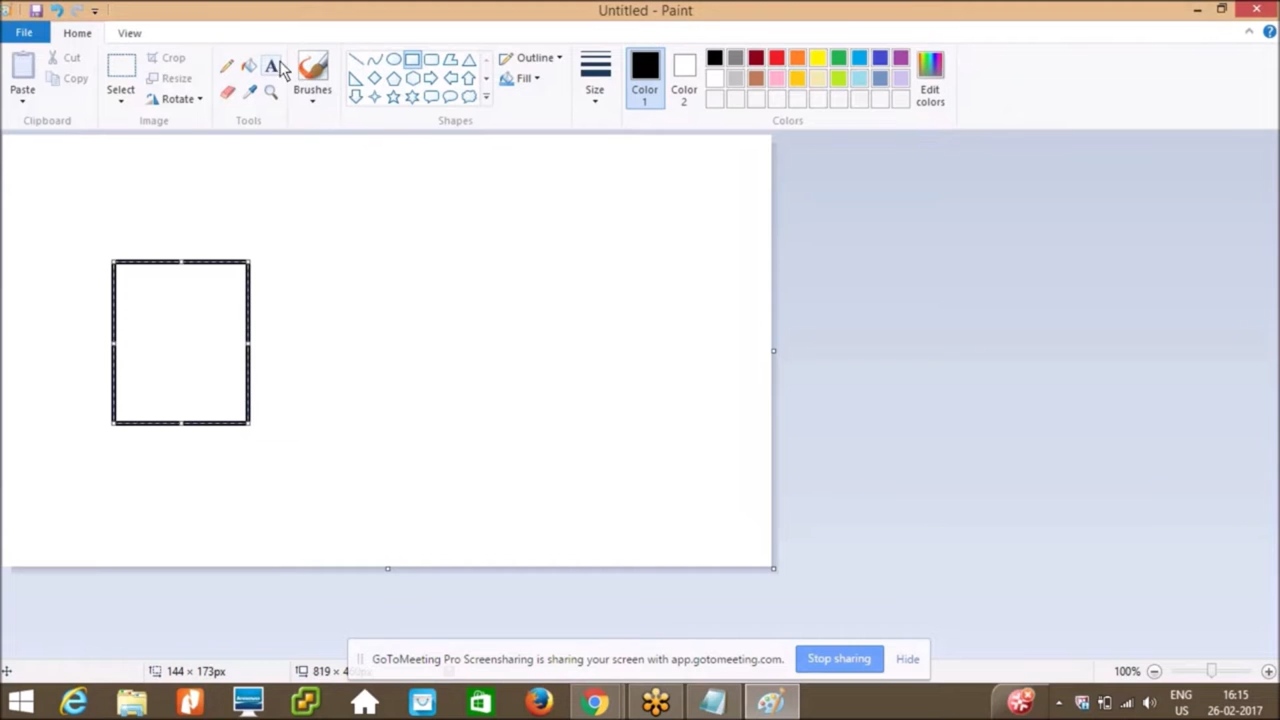 Untitled - Paint
File
Home
View
Paste
Cut
Copy
Clipboard
Select
Crop
Resize
Rotate
Image
A
Tools
Brushes
Outline
Fill
Shapes
Size
Color 1
Color 2
Edit colors
Colors
GoToMeeting Pro Screensharing is sharing your screen with app.gotomeeting.com.
Stop sharing
Hide
144 × 173px
819 ×
100%
ENG
US
16:15
26-02-2017